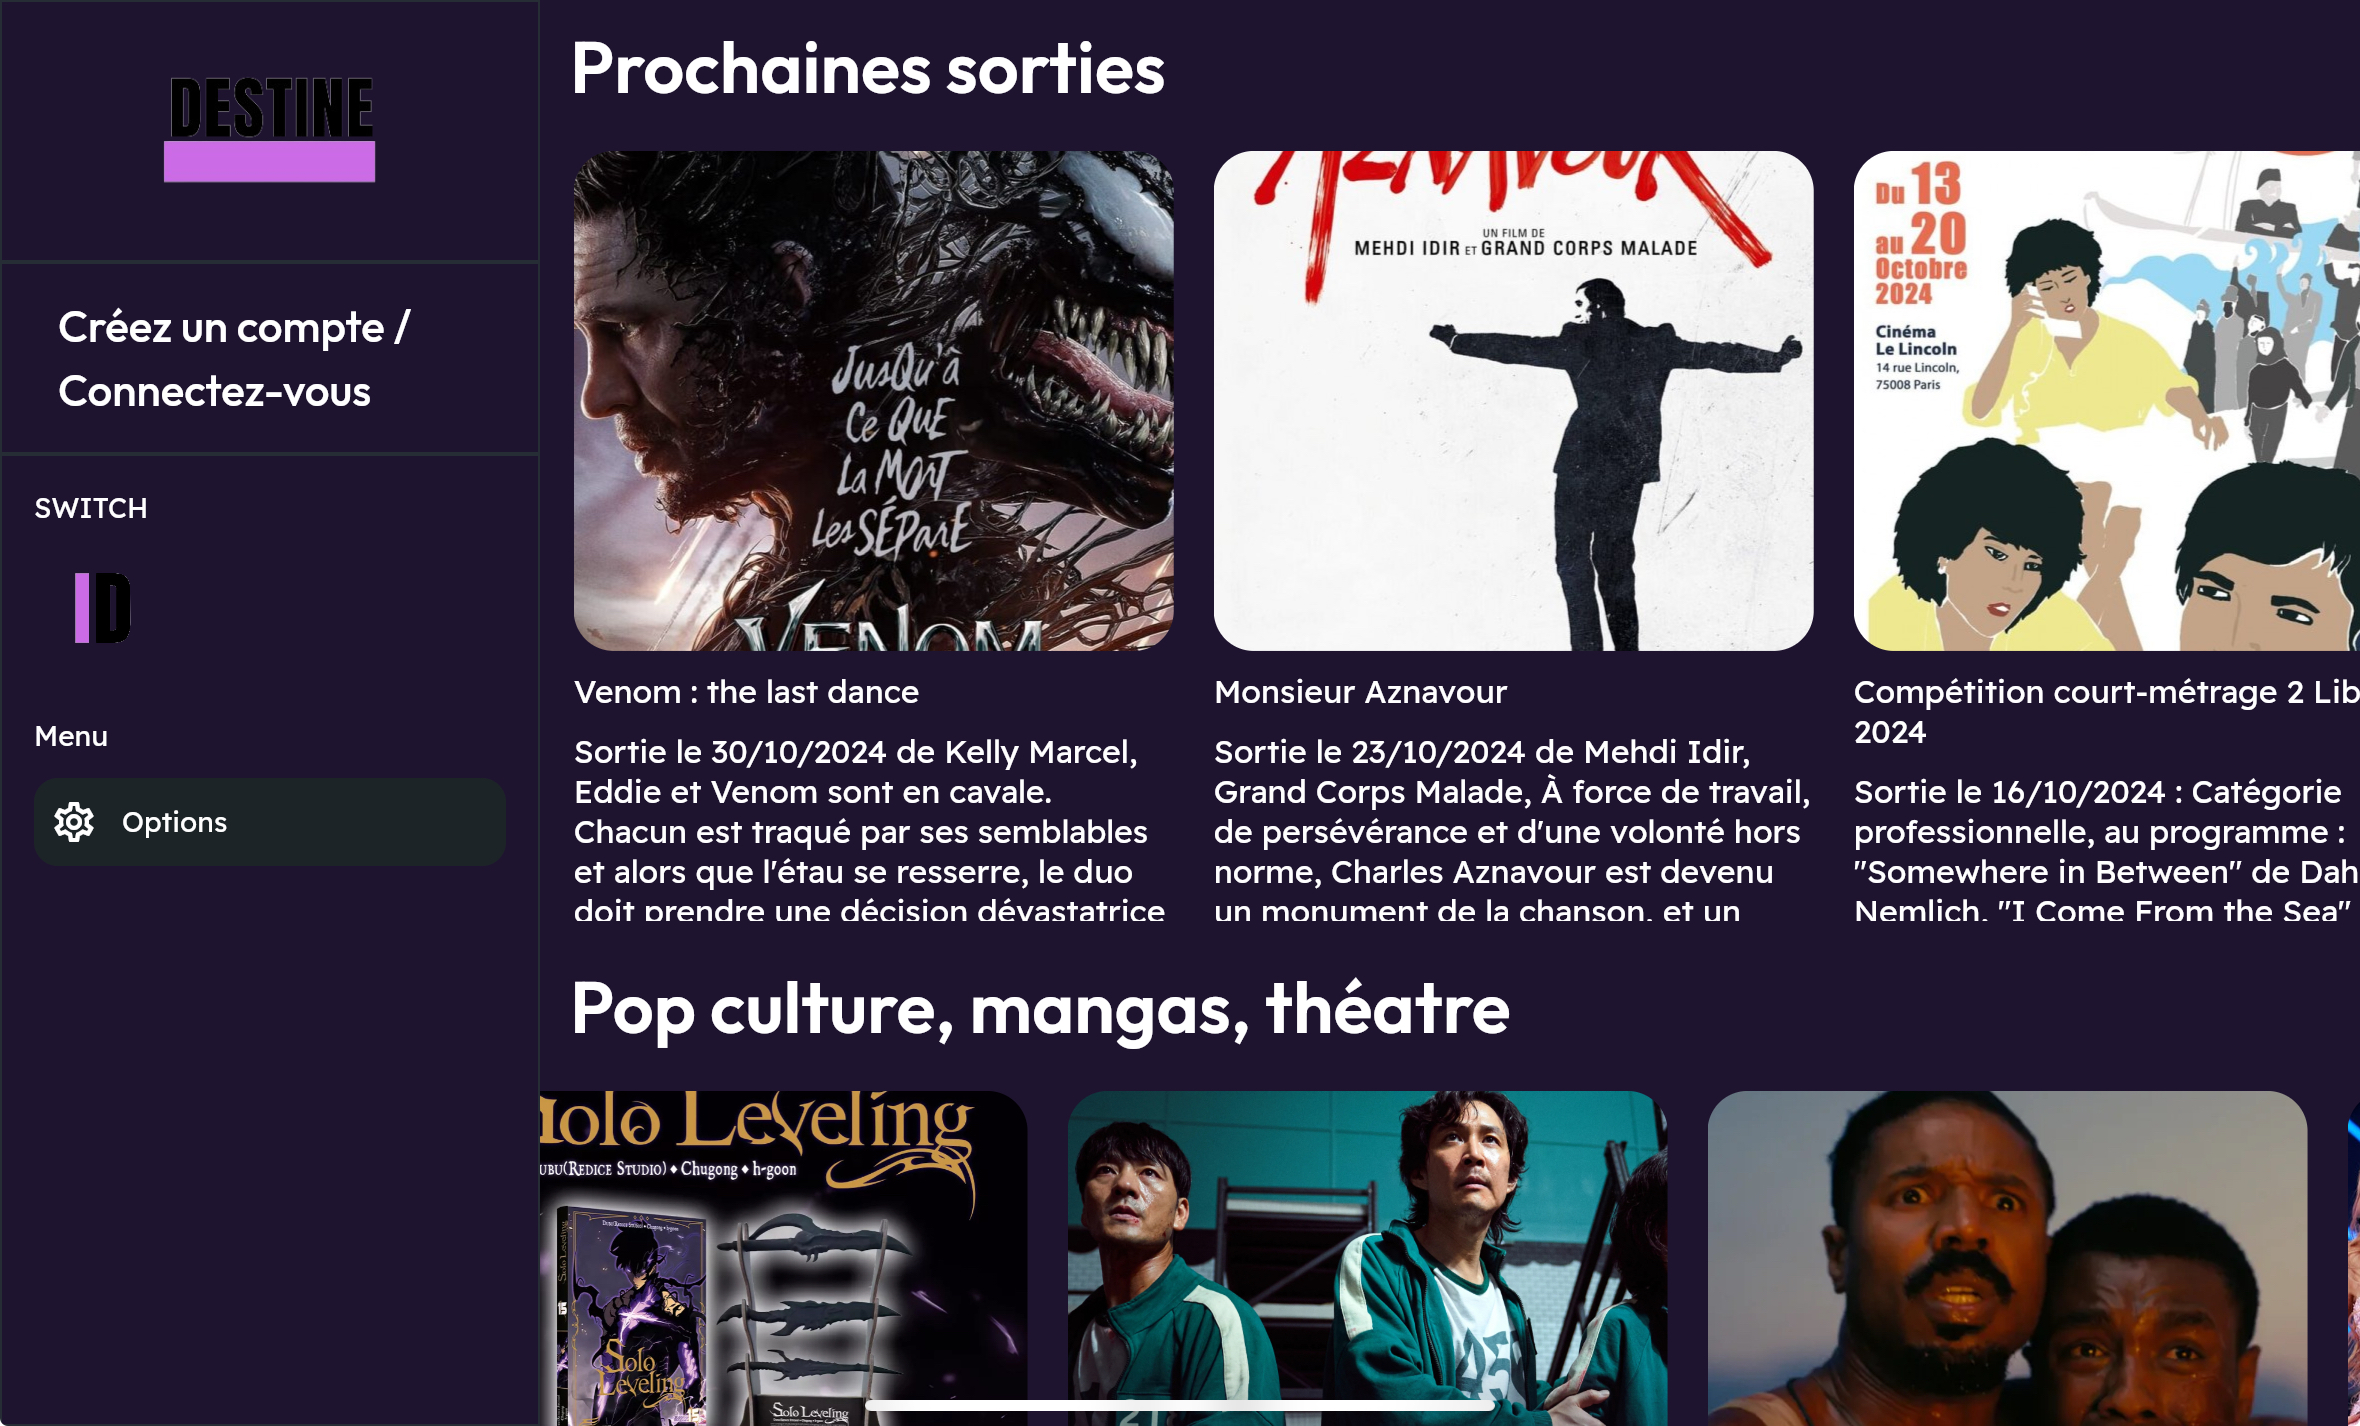 DESTINE
Créez un compte /
Connectez-vous
SWITCH
ID
Menu
Options
Prochaines sorties
JUSQU'à
Ce QUE
La MORT
Les SÉPARE
VENOM
Venom : the last dance
Sortie le 30/10/2024 de Kelly Marcel,
Eddie et Venom sont en cavale.
Chacun est traqué par ses semblables
et alors que l'étau se resserre, le duo
doit prendre une décision dévastatrice
AZNAVOUR
UN FILM DE
MEHDI IDIR ET GRAND CORPS MALADE
Monsieur Aznavour
Sortie le 23/10/2024 de Mehdi Idir,
Grand Corps Malade, À force de travail,
de persévérance et d'une volonté hors
norme, Charles Aznavour est devenu
un monument de la chanson, et un
Du 13
au 20
Octobre
2024
Cinéma
Le Lincoln
14 rue Lincoln,
75008 Paris
Compétition court-métrage 2 Lib
2024
Sortie le 16/10/2024 : Catégorie
professionnelle, au programme :
"Somewhere in Between" de Dah
Nemlich, "I Come From the Sea"
Pop culture, mangas, théatre
Solo Leveling
UBU(REDICE STUDIO) ♦ Chugong ♦ h-goon
Solo
Leveling
15
Solo Leveling